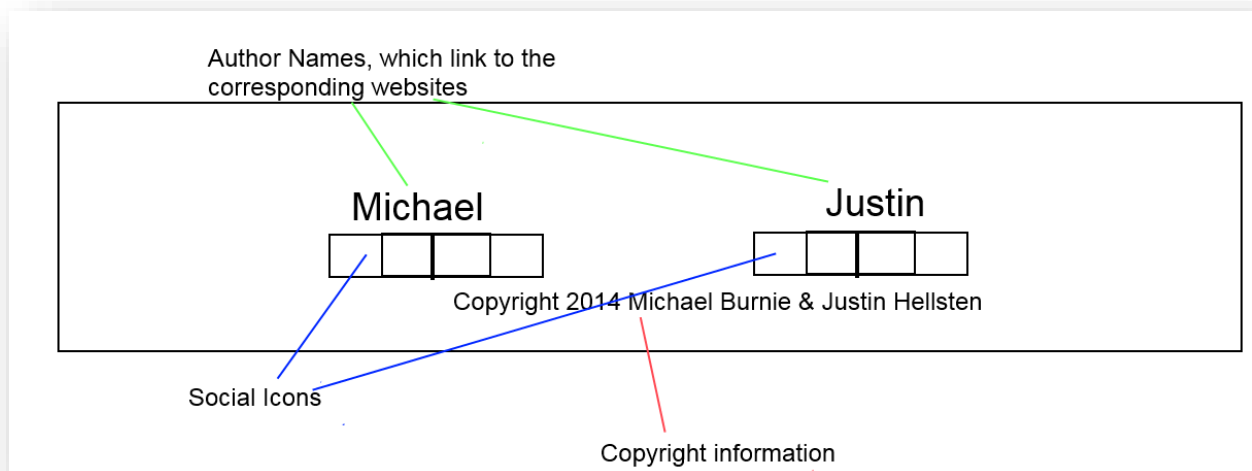 Author Names, which link to the
corresponding websites
Michael
Justin
Copyright 2014 Michael Burnie & Justin Hellsten
Social Icons
Copyright information